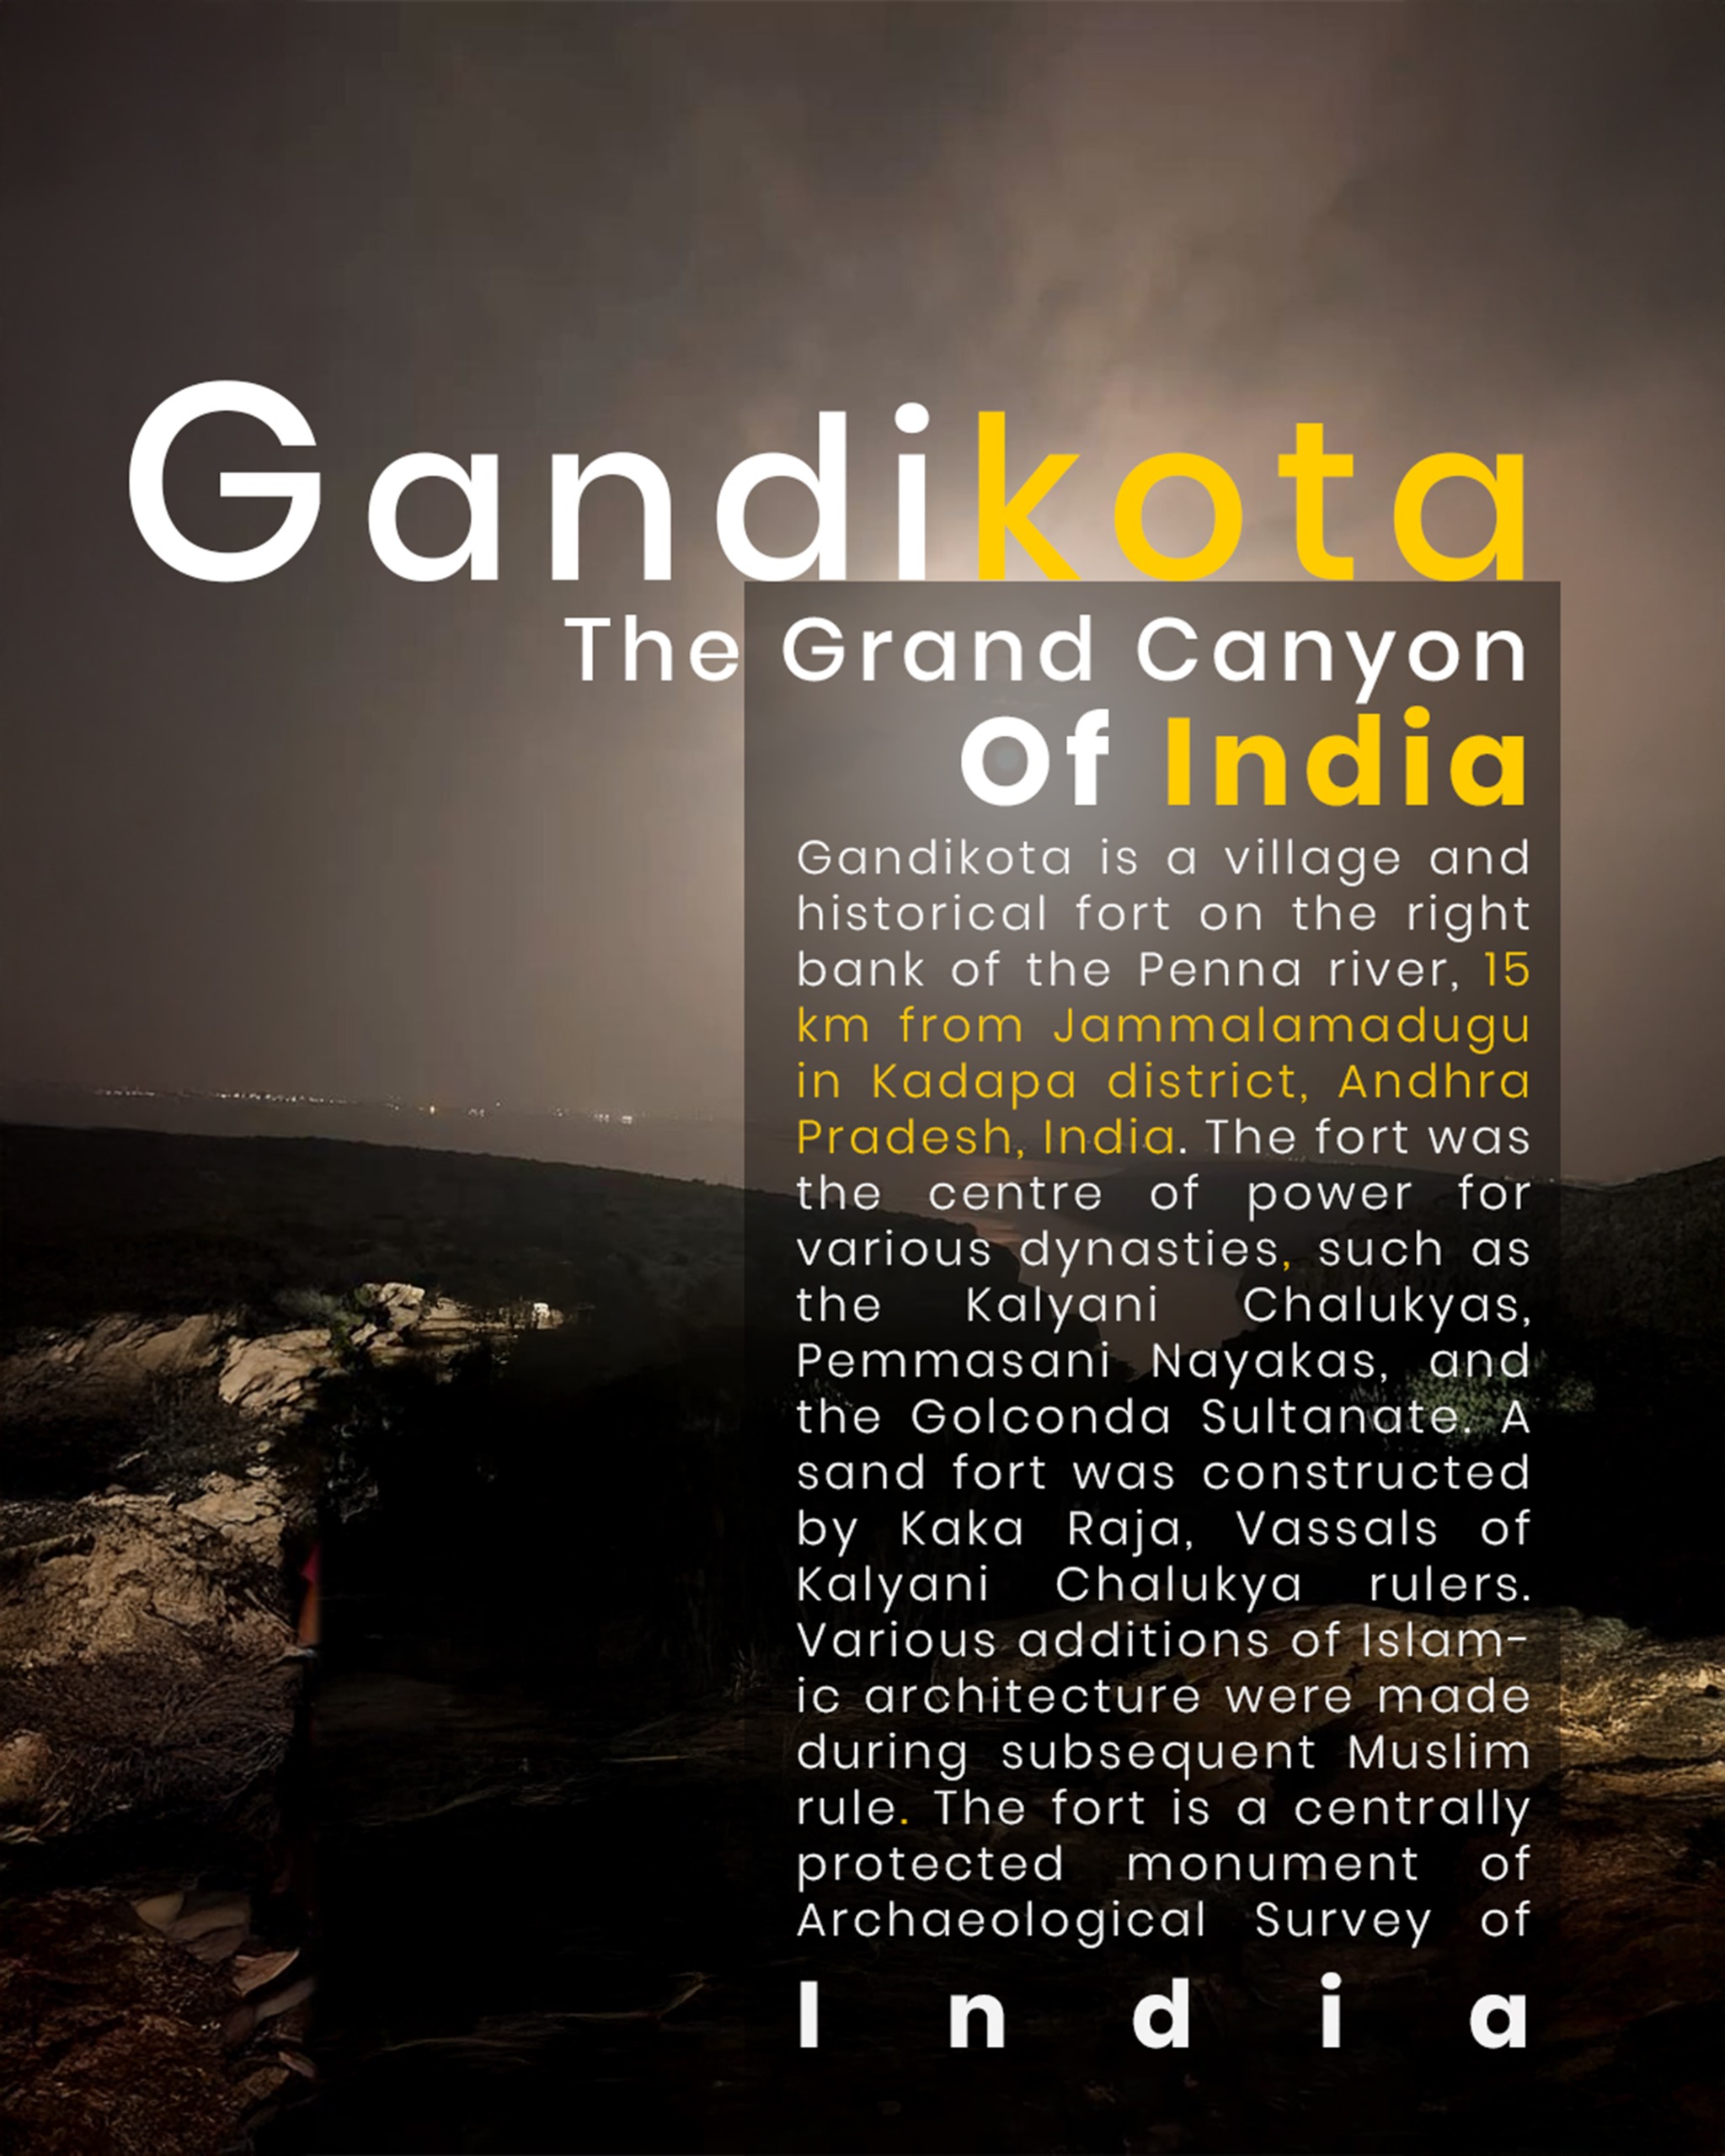 Gandikota
The Grand Canyon
Of India
Gandikota is a village and
historical fort on the right
bank of the Penna river, 15
km from Jammalamadugu
in Kadapa district, Andhra
Pradesh, India. The fort was
the centre of power for
various dynasties, such as
the Kalyani Chalukyas,
Pemmasani Nayakas, and
the Golconda Sultanate. A
sand fort was constructed
by Kaka Raja, Vassals of
Kalyani Chalukya rulers.
Various additions of Islam-
ic architecture were made
during subsequent Muslim
rule. The fort is a centrally
protected monument of
Archaeological Survey of
India